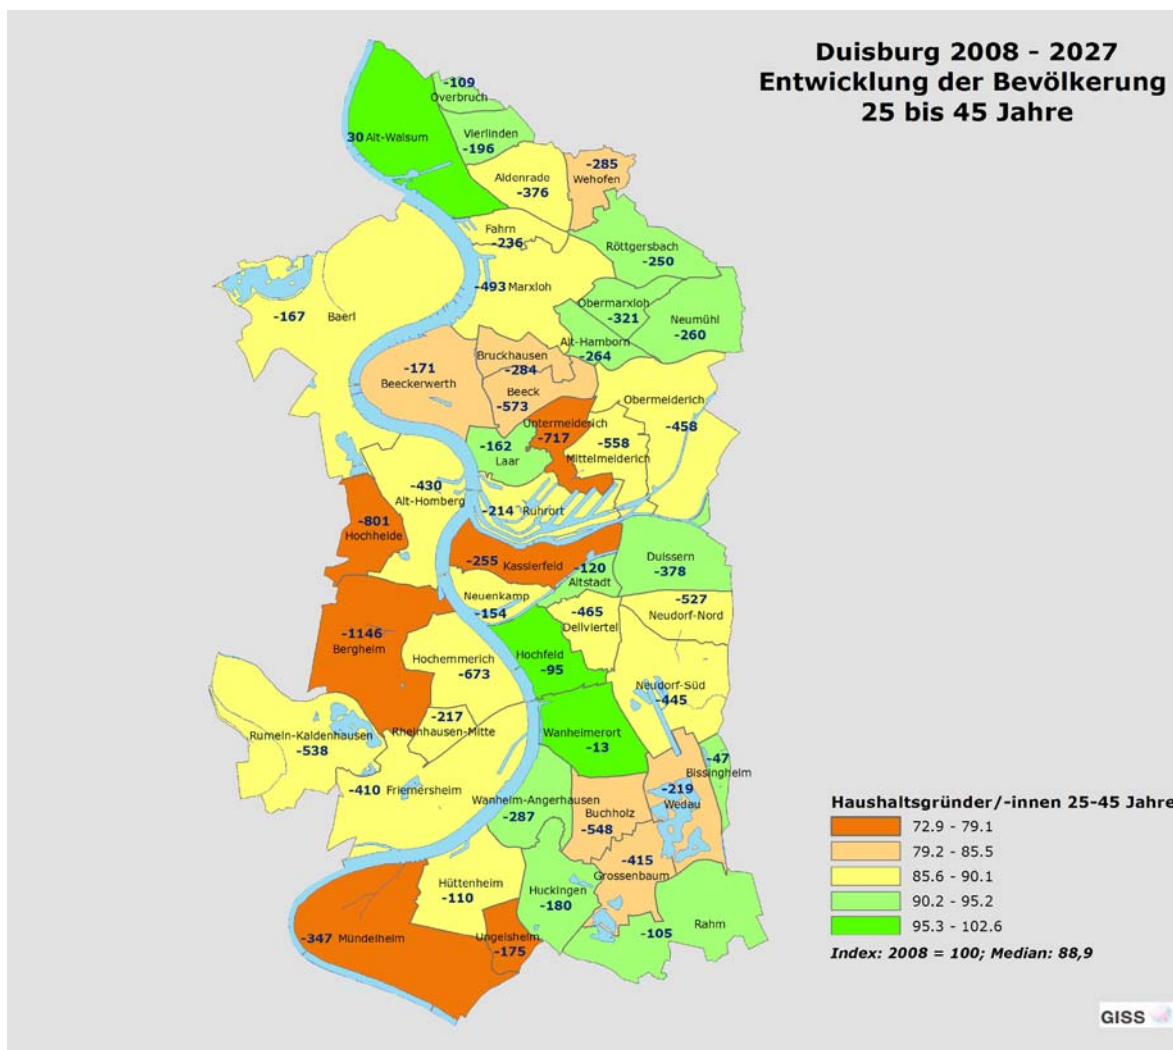 Duisburg 2008 - 2027
Entwicklung der Bevölkerung
25 bis 45 Jahre
-109
Overbruch
30 Alt-Walsum
Vierlinden
-196
-285
Wehofen
Aldenrade
-376
Fahrn
-236
Röttgersbach
-250
-493 Marxloh
Obermarxloh
-321
Neumühl
-260
-167
Baerl
Alt-Hamborn
-264
Bruckhausen
-284
-171
Beeckerwerth
Beeck
-573
Obermeiderich
-458
Untermeiderich
-717
-558
Mittelmeiderich
-162
Laar
-430
Alt-Homberg
-214 Ruhrort
-801
Hochheide
-255 Kasslerfeld
-120
Altstadt
Duissern
-378
Neuenkamp
-154
-465
Dellviertel
-527
Neudorf-Nord
-1146
Bergheim
Hochemmerich
-673
Hochfeld
-95
Neudorf-Süd
-445
-217
Rheinhausen-Mitte
Rumeln-Kaldenhausen
-538
Wanheimerort
-13
-47
Bissingheim
-410 Friemersheim
Wanheim-Angerhausen
-287
Buchholz
-548
-219
Wedau
-415
Grossenbaum
Hüttenheim
-110
Huckingen
-180
-105
Rahm
-347 Mündelheim
Ungelsheim
-175
Haushaltsgründer/-innen 25-45 Jahre
72.9 - 79.1
79.2 - 85.5
85.6 - 90.1
90.2 - 95.2
95.3 - 102.6
Index: 2008 = 100; Median: 88,9
GISS